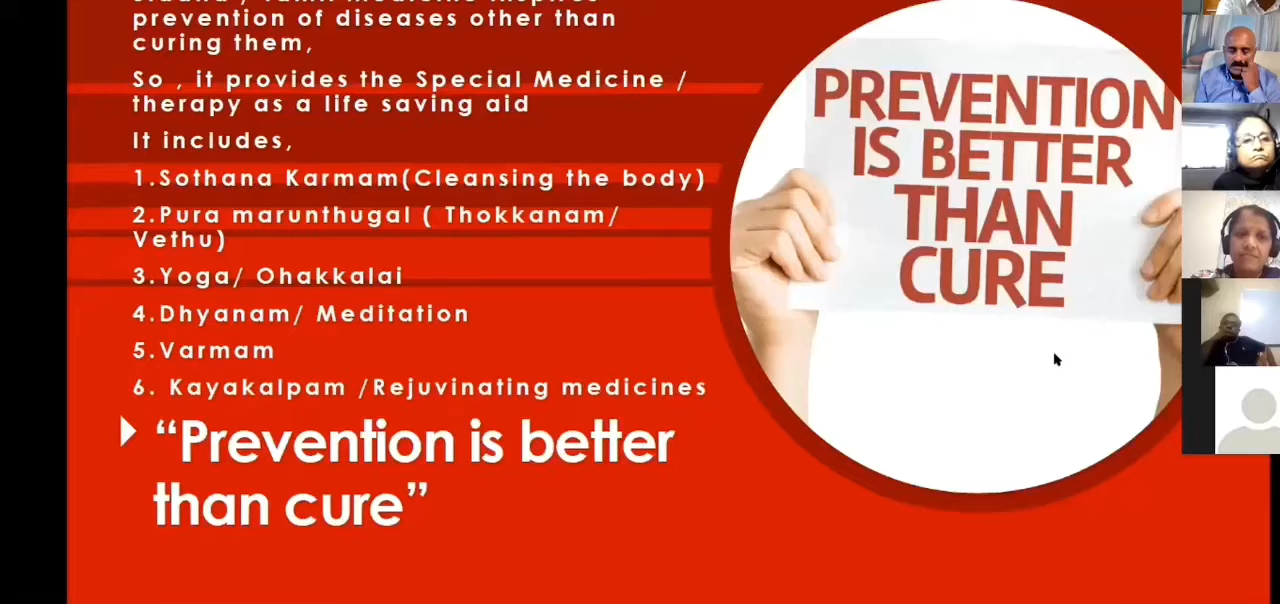 prevention of diseases other than
curing them,
So , it provides the Special Medicine /
therapy as a life saving aid
It includes,
1.Sothana Karmam(Cleansing the body)
2.Pura marunthugal ( Thokkanam/
Vethu)
3.Yoga/ Ohakkalai
4.Dhyanam/ Meditation
5.Varmam
6. Kayakalpam /Rejuvinating medicines
“Prevention is better
than cure”
PREVENTION
IS BETTER
THAN
CURE